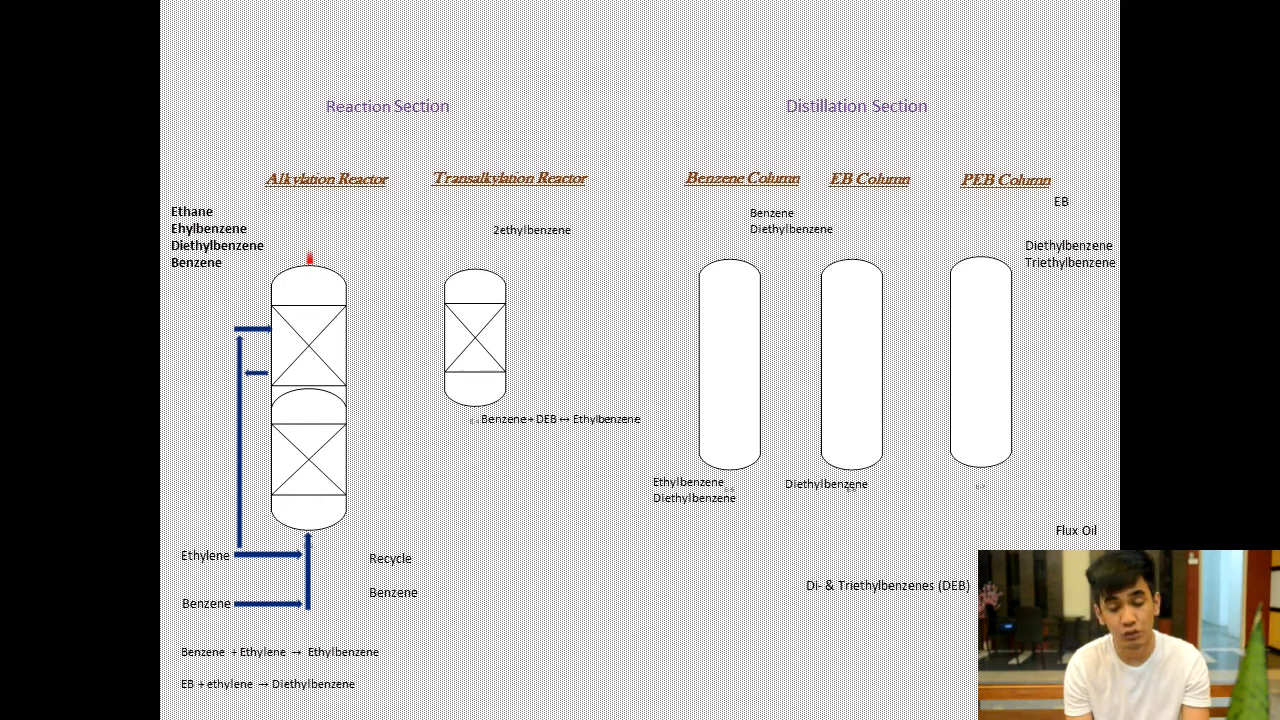 Reaction Section
Distillation Section
Alkylation Reactor
Transalkylation Reactor
Benzene Column
EB Column
PEB Column
EB
Ethane
Ehylbenzene
Diethylbenzene
Benzene
2ethylbenzene
Benzene
Diethylbenzene
Diethylbenzene
Triethylbenzene
Benzene + DEB ↔ Ethylbenzene
Ethylbenzene
Diethylbenzene
Diethylbenzene
Flux Oil
Ethylene
Recycle
Benzene
Benzene
Di- & Triethylbenzenes (DEB)
Benzene + Ethylene → Ethylbenzene
EB + ethylene → Diethylbenzene